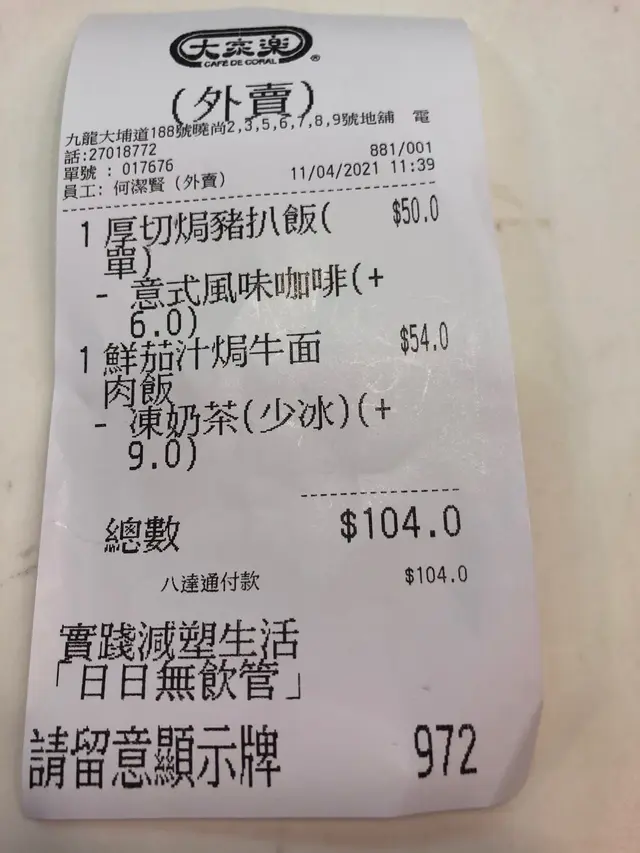 大家樂
CAFÉ DE CORAL ®
(外賣)
九龍大埔道188號曉尚2,3,5,6,7,8,9號地舖 電
話:27018772 881/001
單號 : 017676 11/04/2021 11:39
員工: 何潔賢 (外賣)
1 厚切焗豬扒飯( $50.0
單)
- 意式風味咖啡(+
6.0)
1 鮮茄汁焗牛面 $54.0
肉飯
- 凍奶茶(少冰)(+
9.0)
總數 $104.0
八達通付款 $104.0
實踐減塑生活
「日日無飲管」
請留意顯示牌 972